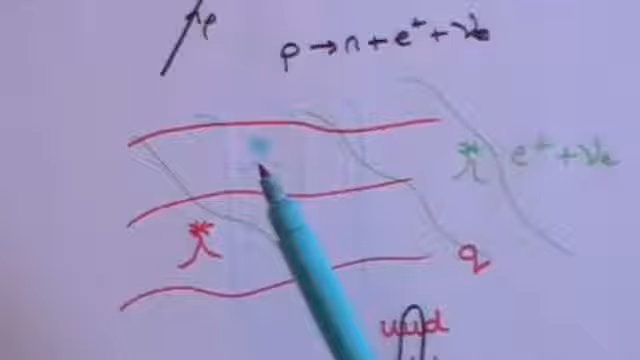 p
p → n + e⁺ + νe
e⁺ + νe
q
uud